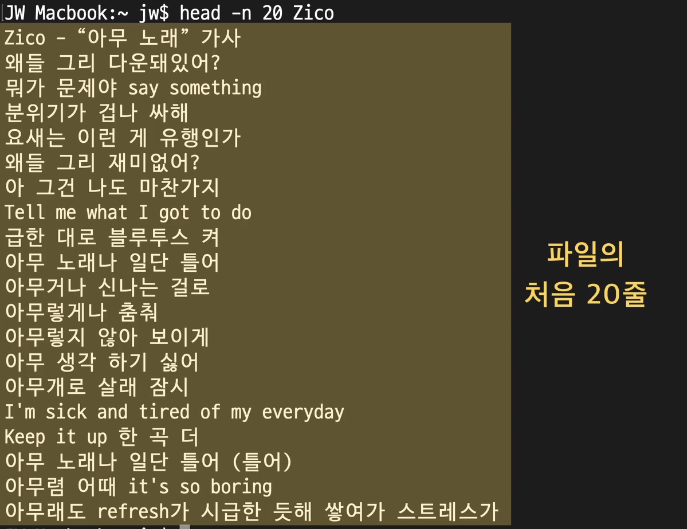 JW Macbook:~ jw$ head -n 20 Zico
Zico - “아무 노래” 가사
왜들 그리 다운돼있어?
뭐가 문제야 say something
분위기가 겁나 싸해
요새는 이런 게 유행인가
왜들 그리 재미없어?
아 그건 나도 마찬가지
Tell me what I got to do
급한 대로 블루투스 켜
아무 노래나 일단 틀어
아무거나 신나는 걸로
아무렇게나 춤춰
아무렇지 않아 보이게
아무 생각 하기 싫어
아무개로 살래 잠시
I'm sick and tired of my everyday
Keep it up 한 곡 더
아무 노래나 일단 틀어 (틀어)
아무렴 어때 it's so boring
아무래도 refresh가 시급한 듯해 쌓여가 스트레스가
파일의
처음 20줄